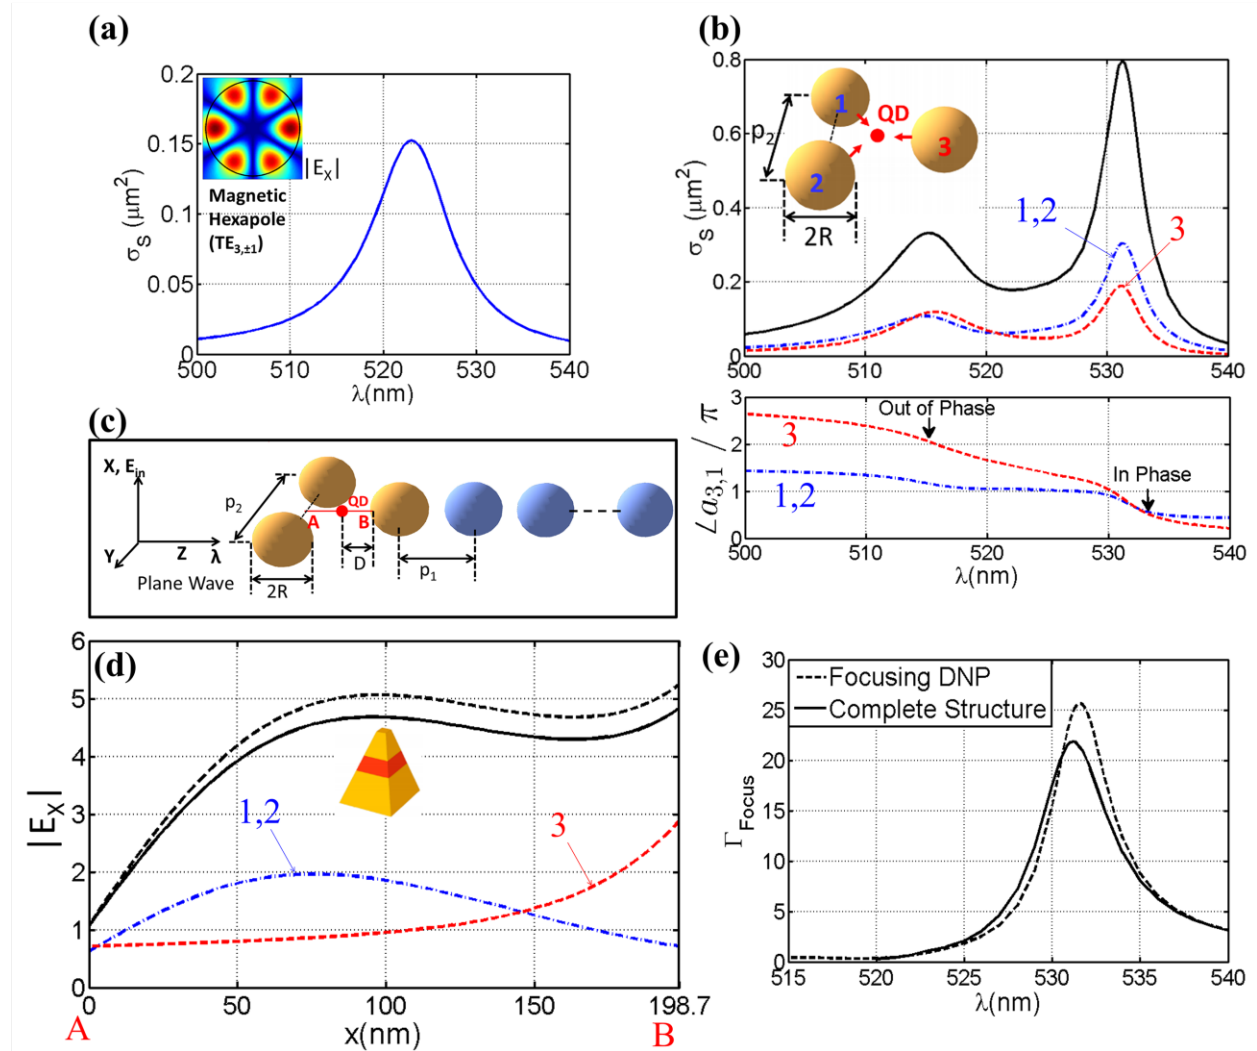 (a)
0.2
0.15
0.1
0.05
0
σS (μm²)
|EX|
Magnetic
Hexapole
(TE3,±1)
500 510 520 530 540
λ(nm)
(b)
0.8
0.6
0.4
0.2
0
σS (μm²)
1
QD
p2
3
2
2R
1,2
3
500 510 520 530 540
λ(nm)
3
2
1
0
∠a3,1 / π
Out of Phase
3
In Phase
1,2
500 510 520 530 540
λ(nm)
(c)
X, Ein
p2
QD
A B
Z λ
D
p1
Y
Plane Wave
2R
(d)
6
5
4
3
2
1
0
|EX|
1,2
3
0 50 100 150 198.7
A x(nm) B
(e)
30
25
20
15
10
5
0
ΓFocus
Focusing DNP
Complete Structure
515 520 525 530 535 540
λ(nm)